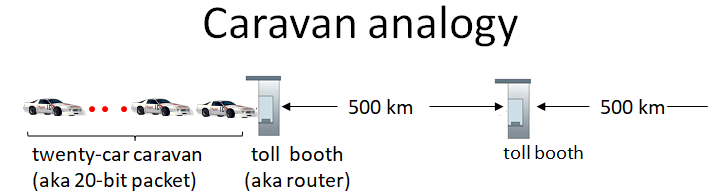 Caravan analogy
500 km
500 km
twenty-car caravan
(aka 20-bit packet)
toll booth
(aka router)
toll booth